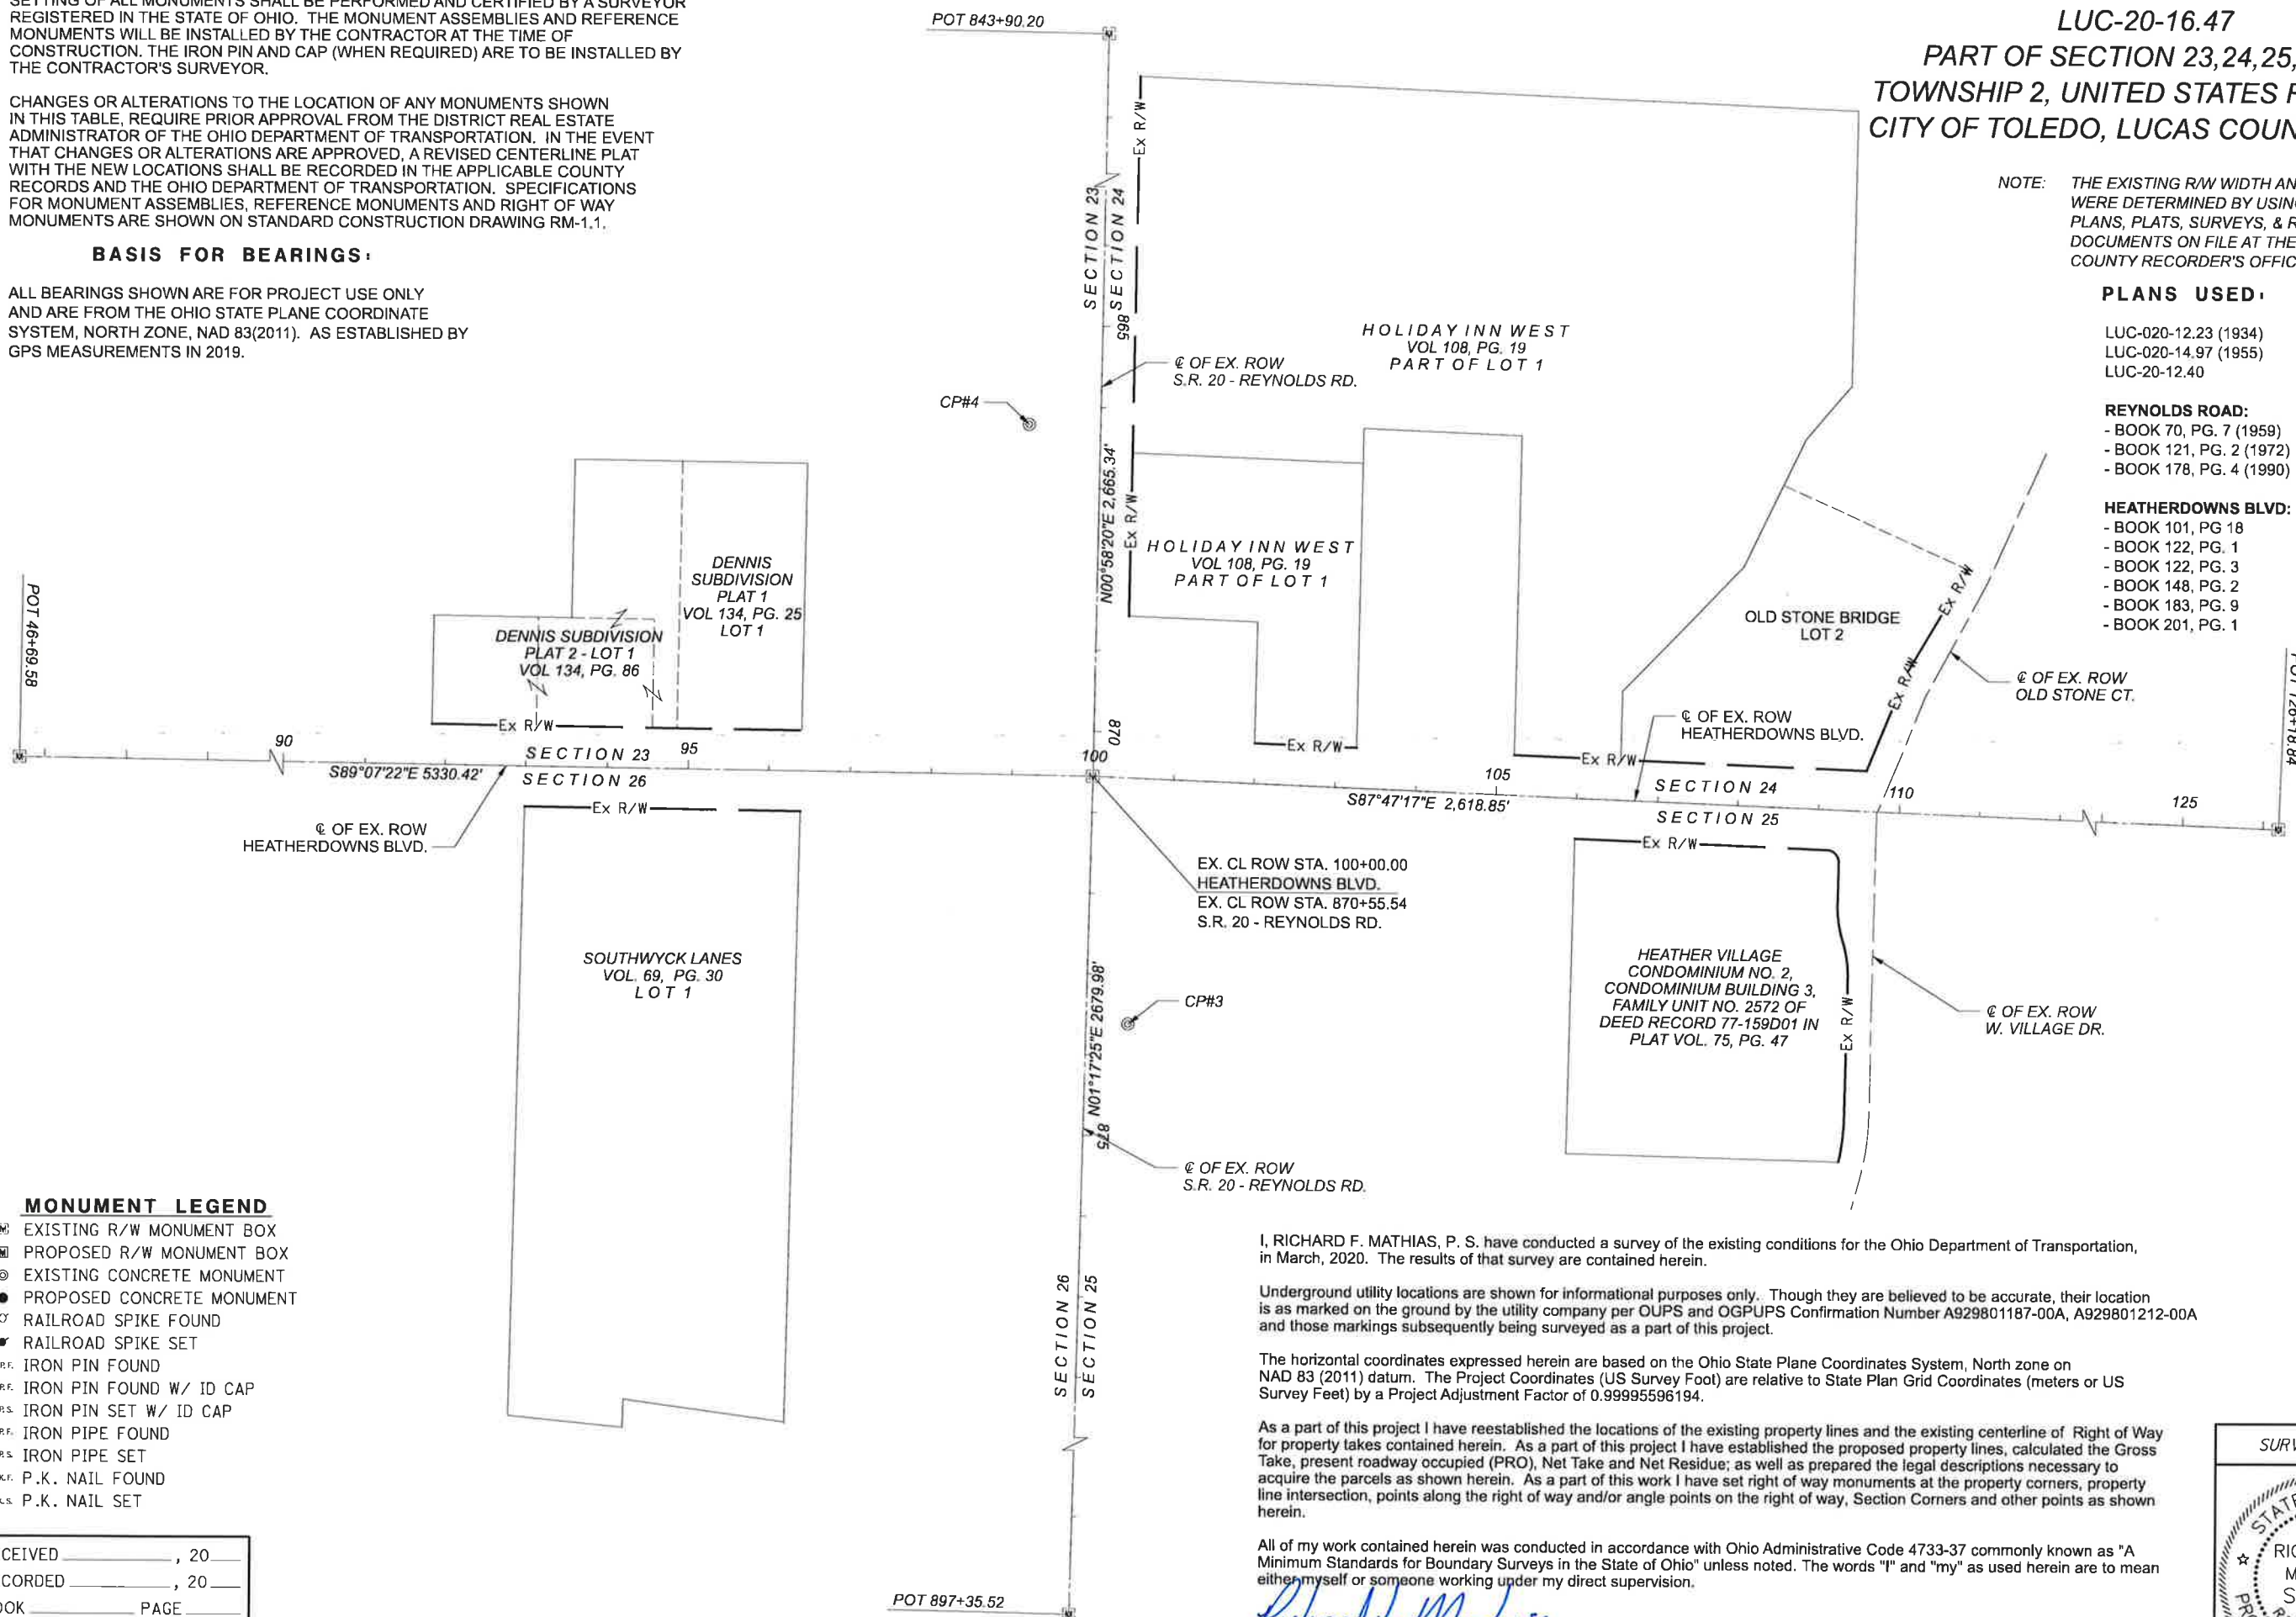 SETTING OF ALL MONUMENTS SHALL BE PERFORMED AND CERTIFIED BY A SURVEYOR
REGISTERED IN THE STATE OF OHIO. THE MONUMENT ASSEMBLIES AND REFERENCE
MONUMENTS WILL BE INSTALLED BY THE CONTRACTOR AT THE TIME OF
CONSTRUCTION. THE IRON PIN AND CAP (WHEN REQUIRED) ARE TO BE INSTALLED BY
THE CONTRACTOR'S SURVEYOR.
CHANGES OR ALTERATIONS TO THE LOCATION OF ANY MONUMENTS SHOWN
IN THIS TABLE, REQUIRE PRIOR APPROVAL FROM THE DISTRICT REAL ESTATE
ADMINISTRATOR OF THE OHIO DEPARTMENT OF TRANSPORTATION. IN THE EVENT
THAT CHANGES OR ALTERATIONS ARE APPROVED, A REVISED CENTERLINE PLAT
WITH THE NEW LOCATIONS SHALL BE RECORDED IN THE APPLICABLE COUNTY
RECORDS AND THE OHIO DEPARTMENT OF TRANSPORTATION. SPECIFICATIONS
FOR MONUMENT ASSEMBLIES, REFERENCE MONUMENTS AND RIGHT OF WAY
MONUMENTS ARE SHOWN ON STANDARD CONSTRUCTION DRAWING RM-1.1.
BASIS FOR BEARINGS:
ALL BEARINGS SHOWN ARE FOR PROJECT USE ONLY
AND ARE FROM THE OHIO STATE PLANE COORDINATE
SYSTEM, NORTH ZONE, NAD 83(2011). AS ESTABLISHED BY
GPS MEASUREMENTS IN 2019.
LUC-20-16.47
PART OF SECTION 23,24,25,
TOWNSHIP 2, UNITED STATES
CITY OF TOLEDO, LUCAS
NOTE: THE EXISTING R/W WIDTH
WERE DETERMINED BY
PLANS, PLATS, SURVEYS, &
DOCUMENTS ON FILE AT THE
COUNTY RECORDER'S
PLANS USED:
LUC-020-12.23 (1934)
LUC-020-14.97 (1955)
LUC-20-12.40
REYNOLDS ROAD:
- BOOK 70, PG. 7 (1959)
- BOOK 121, PG. 2 (1972)
- BOOK 178, PG. 4 (1990)
HEATHERDOWNS BLVD:
- BOOK 101, PG 18
- BOOK 122, PG. 1
- BOOK 122, PG. 3
- BOOK 148, PG. 2
- BOOK 183, PG. 9
- BOOK 201, PG. 1
POT 843+90.20
Ex R/W
SECTION 23
SECTION 24
865
℄ OF EX. ROW
S.R. 20 - REYNOLDS RD.
HOLIDAY INN WEST
VOL 108, PG. 19
PART OF LOT 1
CP#4
N00°58'20"E 2,665.34'
Ex R/W
HOLIDAY INN WEST
VOL 108, PG. 19
PART OF LOT 1
DENNIS
SUBDIVISION
PLAT 1
VOL 134, PG. 25
LOT 1
DENNIS SUBDIVISION
PLAT 2 - LOT 1
VOL 134, PG. 86
POT 46+69.58
OLD STONE BRIDGE
LOT 2
Ex R/W
Ex R/W
℄ OF EX. ROW
OLD STONE CT.
℄ OF EX. ROW
HEATHERDOWNS BLVD.
POT 126+18.84
Ex R/W
90
SECTION 23
95
S89°07'22"E 5330.42'
SECTION 26
100
870
Ex R/W
Ex R/W
105
S87°47'17"E 2,618.85'
SECTION 24
SECTION 25
110
125
Ex R/W
℄ OF EX. ROW
HEATHERDOWNS BLVD.
Ex R/W
EX. CL ROW STA. 100+00.00
HEATHERDOWNS BLVD.
EX. CL ROW STA. 870+55.54
S.R. 20 - REYNOLDS RD.
SOUTHWYCK LANES
VOL. 69, PG. 30
LOT 1
CP#3
N01°17'25"E 2679.98'
875
HEATHER VILLAGE
CONDOMINIUM NO. 2,
CONDOMINIUM BUILDING 3,
FAMILY UNIT NO. 2572 OF
DEED RECORD 77-159D01 IN
PLAT VOL. 75, PG. 47
Ex R/W
℄ OF EX. ROW
W. VILLAGE DR.
℄ OF EX. ROW
S.R. 20 - REYNOLDS RD.
SECTION 26
SECTION 25
POT 897+35.52
MONUMENT LEGEND
EXISTING R/W MONUMENT BOX
PROPOSED R/W MONUMENT BOX
EXISTING CONCRETE MONUMENT
PROPOSED CONCRETE MONUMENT
RAILROAD SPIKE FOUND
RAILROAD SPIKE SET
IRON PIN FOUND
IRON PIN FOUND W/ ID CAP
IRON PIN SET W/ ID CAP
IRON PIPE FOUND
IRON PIPE SET
P.K. NAIL FOUND
P.K. NAIL SET
CEIVED , 20
CORDED , 20
OOK PAGE
I, RICHARD F. MATHIAS, P. S. have conducted a survey of the existing conditions for the Ohio Department of Transportation,
in March, 2020. The results of that survey are contained herein.
Underground utility locations are shown for informational purposes only. Though they are believed to be accurate, their location
is as marked on the ground by the utility company per OUPS and OGPUPS Confirmation Number A929801187-00A, A929801212-00A
and those markings subsequently being surveyed as a part of this project.
The horizontal coordinates expressed herein are based on the Ohio State Plane Coordinates System, North zone on
NAD 83 (2011) datum. The Project Coordinates (US Survey Foot) are relative to State Plan Grid Coordinates (meters or US
Survey Feet) by a Project Adjustment Factor of 0.99995596194.
As a part of this project I have reestablished the locations of the existing property lines and the existing centerline of Right of Way
for property takes contained herein. As a part of this project I have established the proposed property lines, calculated the Gross
Take, present roadway occupied (PRO), Net Take and Net Residue; as well as prepared the legal descriptions necessary to
acquire the parcels as shown herein. As a part of this work I have set right of way monuments at the property corners, property
line intersection, points along the right of way and/or angle points on the right of way, Section Corners and other points as shown
herein.
All of my work contained herein was conducted in accordance with Ohio Administrative Code 4733-37 commonly known as "A
Minimum Standards for Boundary Surveys in the State of Ohio" unless noted. The words "I" and "my" as used herein are to mean
either myself or someone working under my direct supervision.